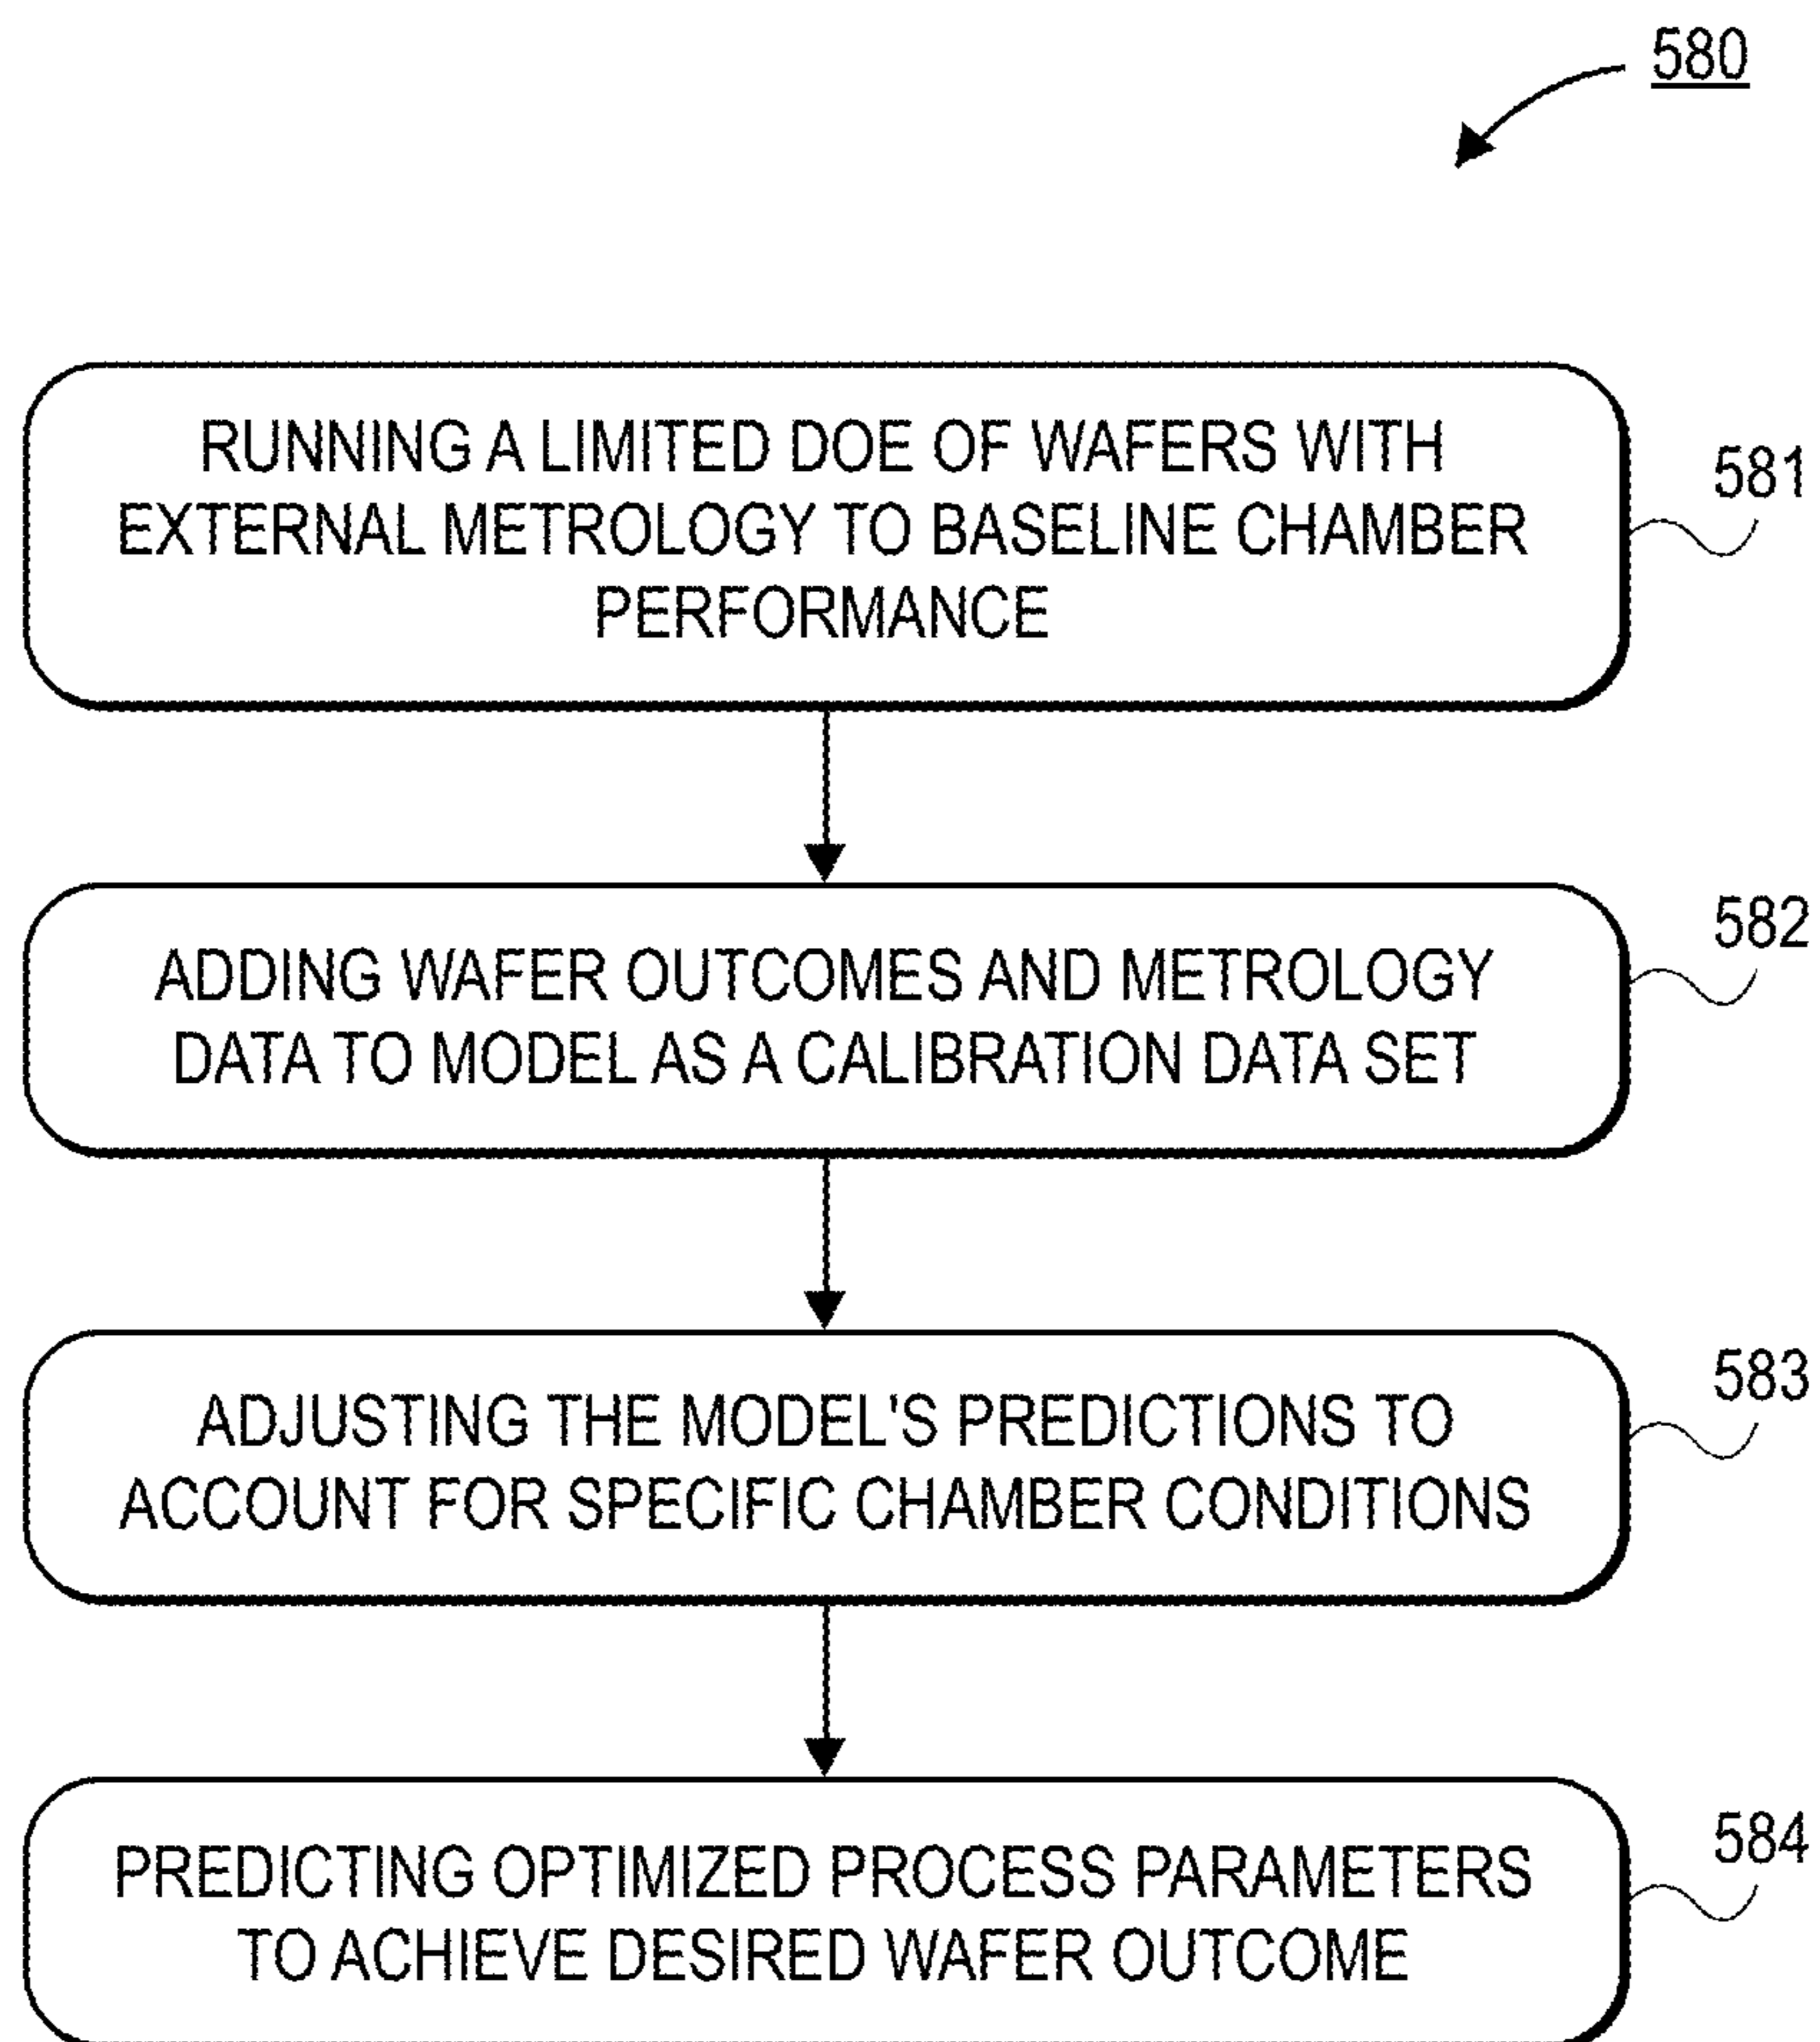 580
RUNNING A LIMITED DOE OF WAFERS WITH
EXTERNAL METROLOGY TO BASELINE CHAMBER
PERFORMANCE
581
ADDING WAFER OUTCOMES AND METROLOGY
DATA TO MODEL AS A CALIBRATION DATA SET
582
ADJUSTING THE MODEL'S PREDICTIONS TO
ACCOUNT FOR SPECIFIC CHAMBER CONDITIONS
583
PREDICTING OPTIMIZED PROCESS PARAMETERS
TO ACHIEVE DESIRED WAFER OUTCOME
584